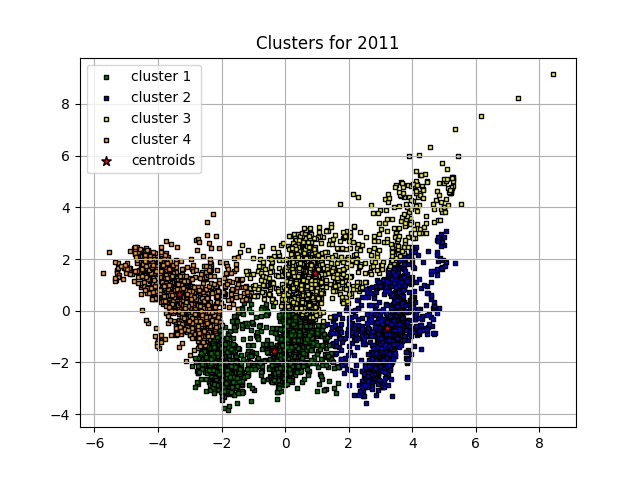 Clusters for 2011
cluster 1
cluster 2
cluster 3
cluster 4
centroids
8
6
4
2
0
−2
−4
−6 −4 −2 0 2 4 6 8